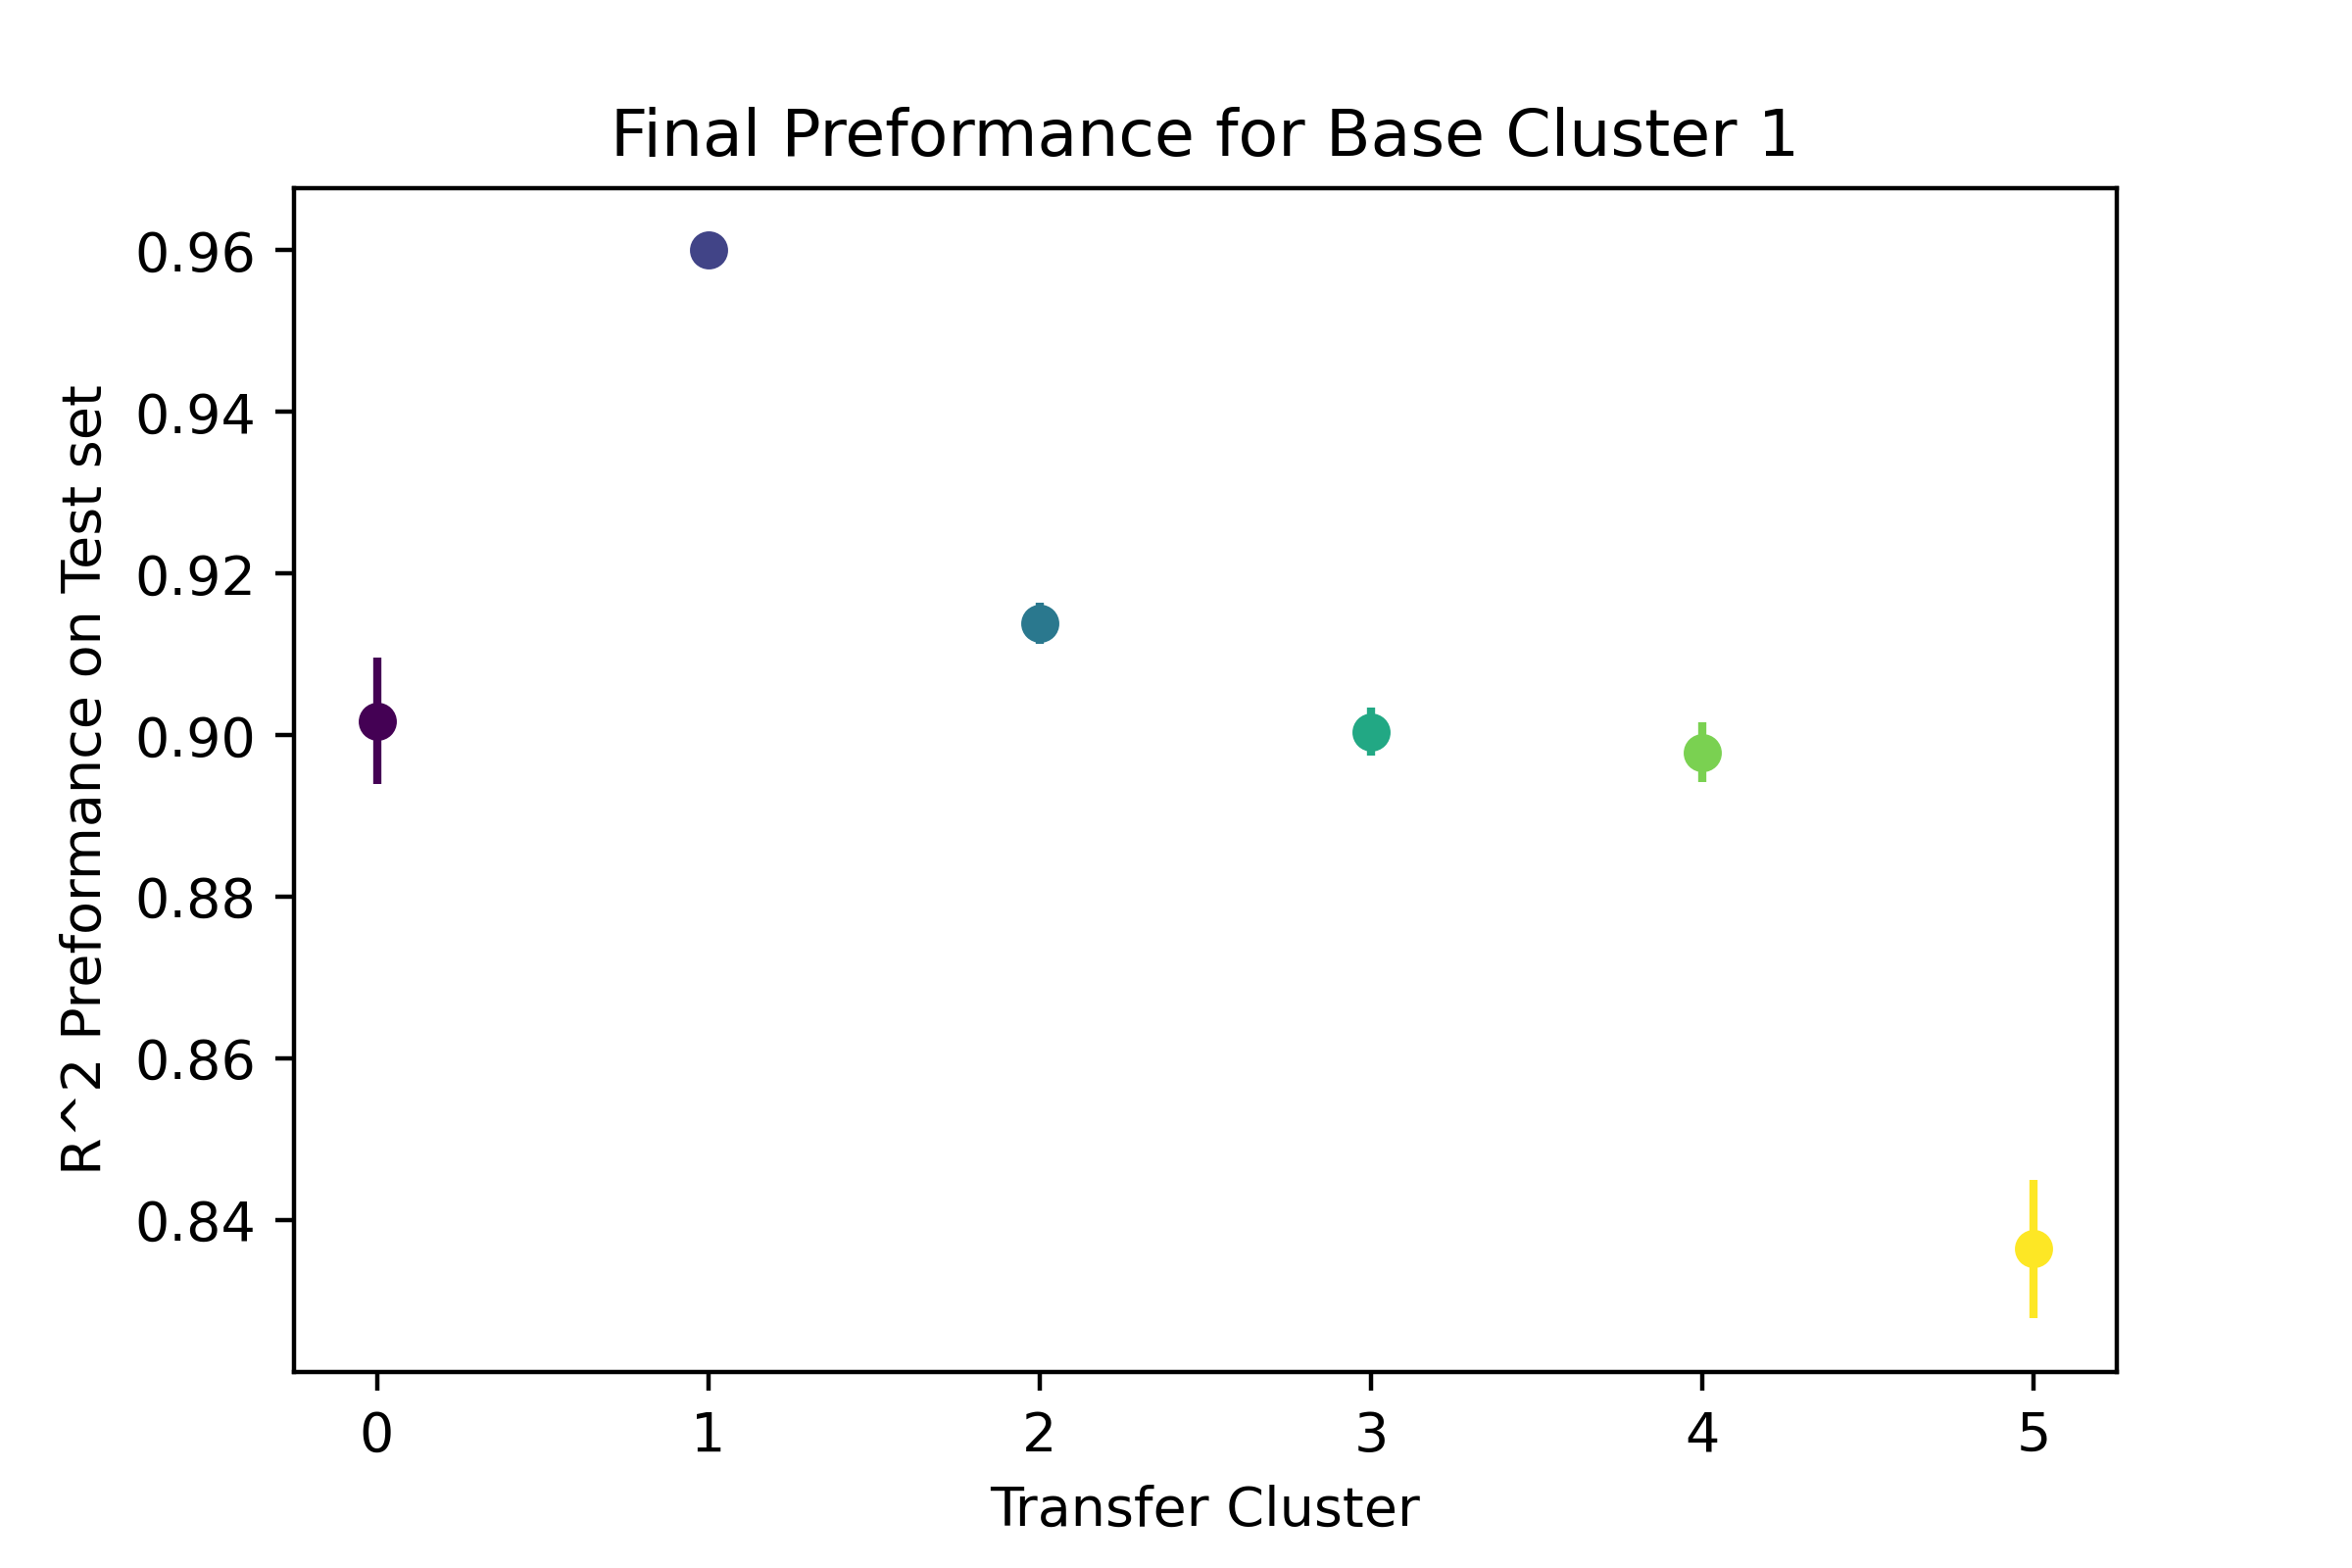 Final Preformance for Base Cluster 1
R^2 Preformance on Test set
0.96
0.94
0.92
0.90
0.88
0.86
0.84
0 1 2 3 4 5
Transfer Cluster